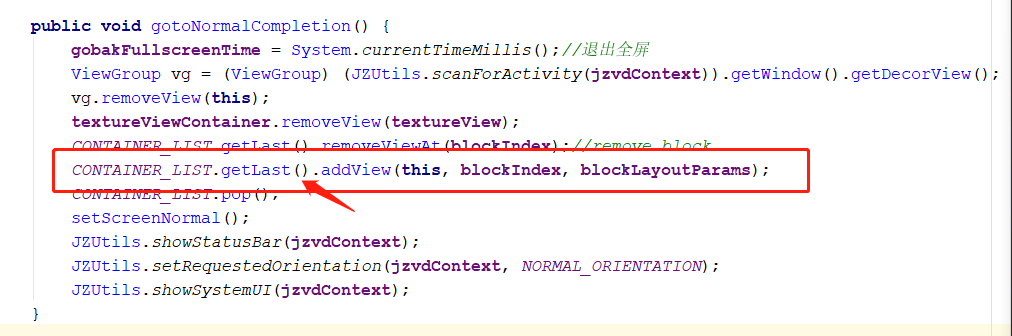 public void gotoNormalCompletion() {
gobakFullscreenTime = System.currentTimeMillis();//退出全屏
ViewGroup vg = (ViewGroup) (JZUtils.scanForActivity(jzvdContext)).getWindow().getDecorView();
vg.removeView(this);
textureViewContainer.removeView(textureView);
CONTAINER_LIST.getLast().removeViewAt(blockIndex);//remove block
CONTAINER_LIST.getLast().addView(this, blockIndex, blockLayoutParams);
CONTAINER_LIST.pop();
setScreenNormal();
JZUtils.showStatusBar(jzvdContext);
JZUtils.setRequestedOrientation(jzvdContext, NORMAL_ORIENTATION);
JZUtils.showSystemUI(jzvdContext);
}